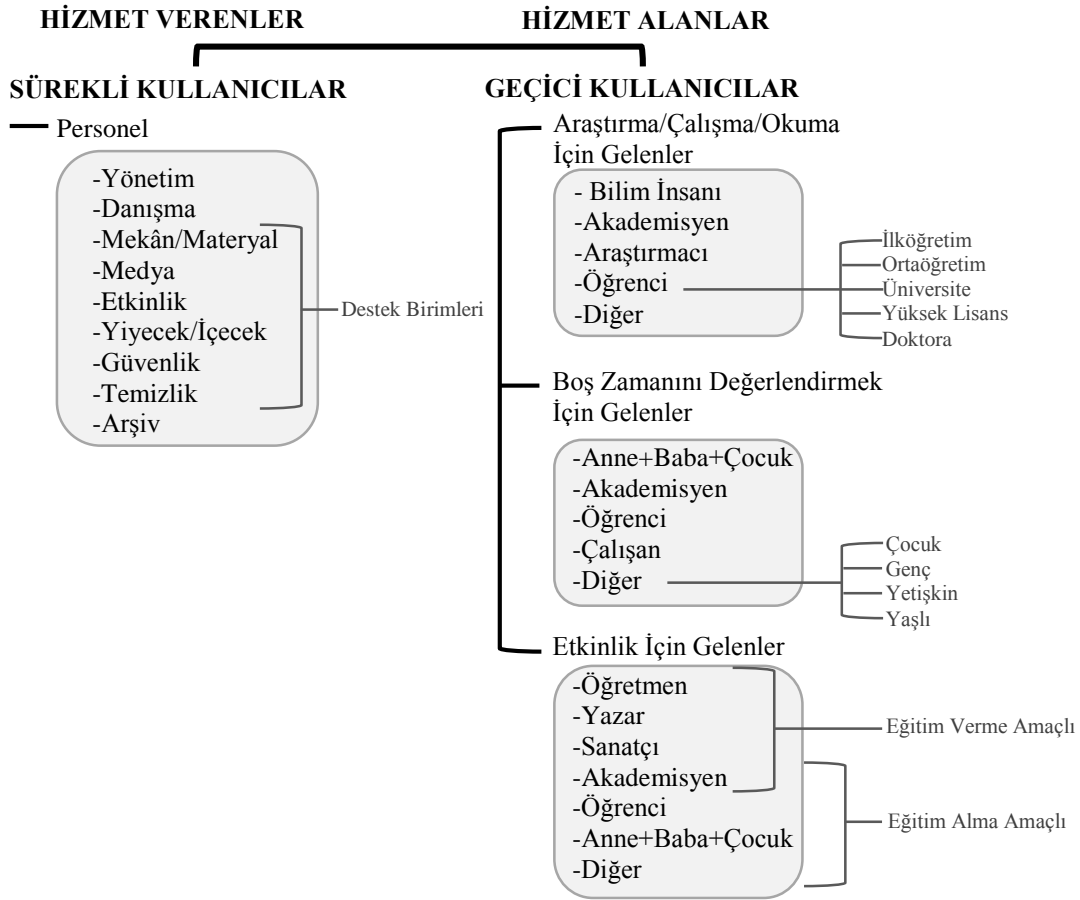 HİZMET VERENLER
HİZMET ALANLAR
SÜREKLİ KULLANICILAR
Personel
-Yönetim
-Danışma
-Mekân/Materyal
-Medya
-Etkinlik
-Yiyecek/İçecek
-Güvenlik
-Temizlik
-Arşiv
Destek Birimleri
GEÇİCİ KULLANICILAR
Araştırma/Çalışma/Okuma
İçin Gelenler
- Bilim İnsanı
-Akademisyen
-Araştırmacı
-Öğrenci
-Diğer
İlköğretim
Ortaöğretim
Üniversite
Yüksek Lisans
Doktora
Boş Zamanını Değerlendirmek
İçin Gelenler
-Anne+Baba+Çocuk
-Akademisyen
-Öğrenci
-Çalışan
-Diğer
Çocuk
Genç
Yetişkin
Yaşlı
Etkinlik İçin Gelenler
-Öğretmen
-Yazar
-Sanatçı
-Akademisyen
-Öğrenci
-Anne+Baba+Çocuk
-Diğer
Eğitim Verme Amaçlı
Eğitim Alma Amaçlı